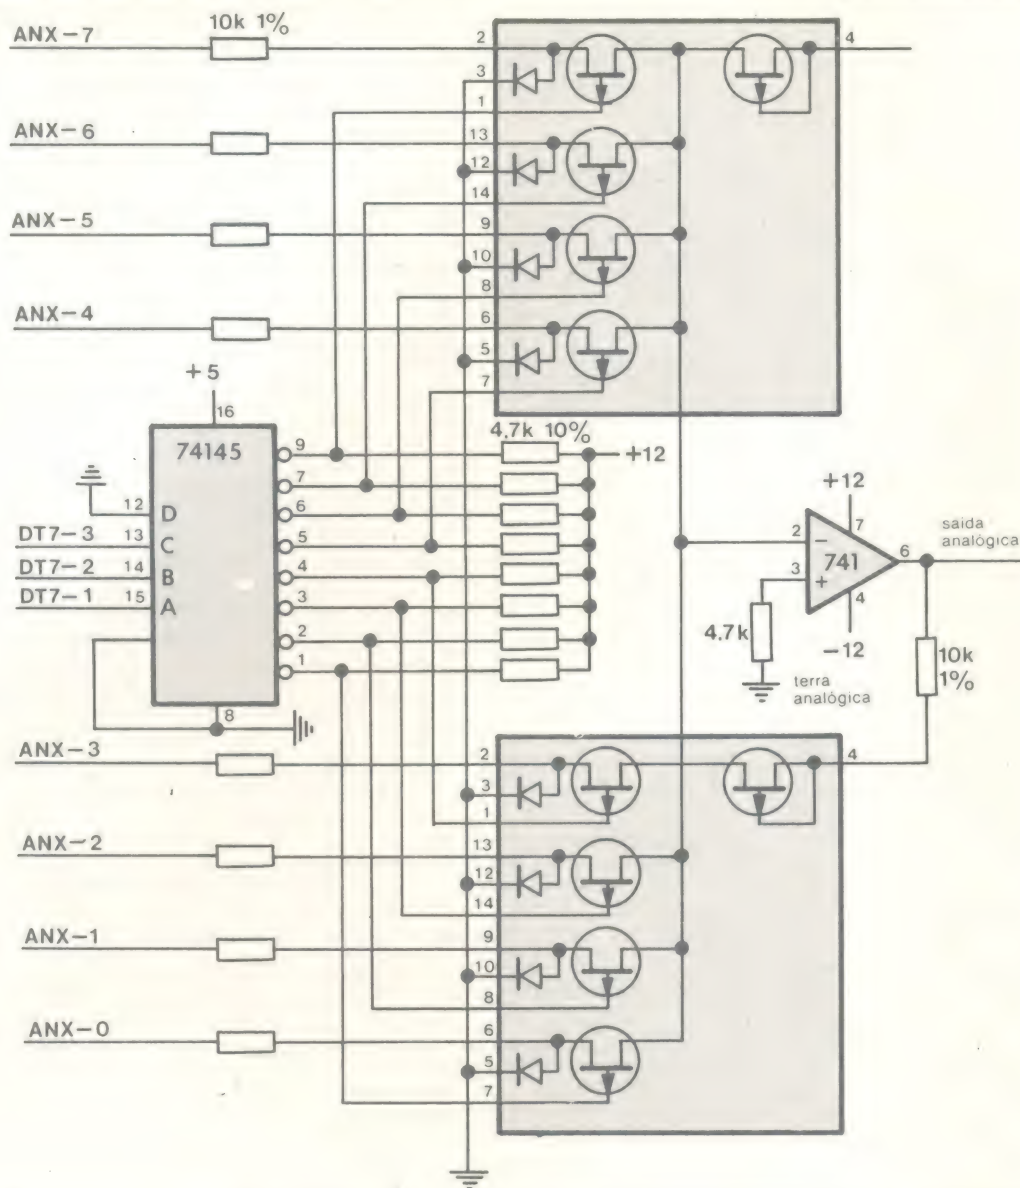 10k 1%
ANX-7
2
4
3
1
ANX-6
13
12
14
ANX-5
9
10
8
ANX-4
6
5
7
+5
16
4,7k 10%
+12
74145
9
7
6
5
4
3
2
1
12 D
DT7-3 13 C
DT7-2 14 B
DT7-1 15 A
8
+12
7
2 −
741
3 +
6
4
-12
saída
analógica
4,7k
terra
analógica
10k
1%
ANX-3
2
4
3
1
ANX-2
13
12
14
ANX-1
9
10
8
ANX-0
6
5
7